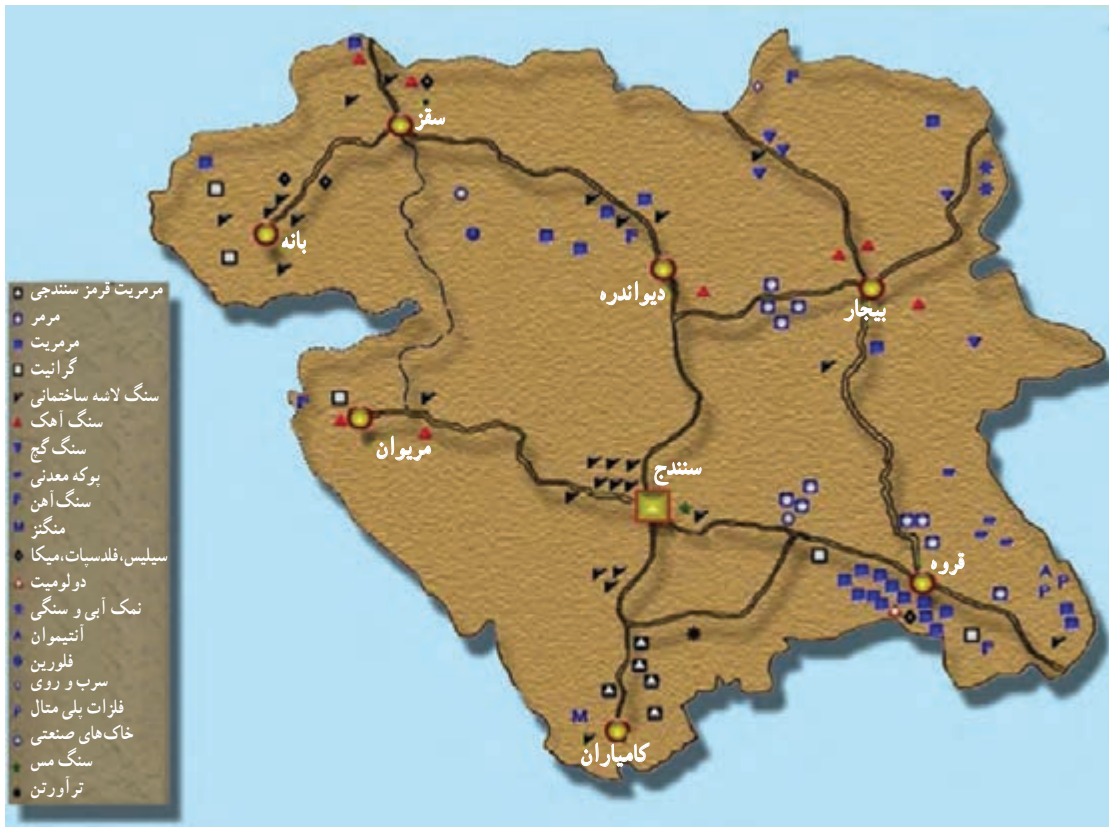 سقز
بانه
دیواندره
بیجار
مریوان
سنندج
قروه
کامیاران
مرمریت قرمز سنندجی
مرمر
مرمریت
گرانیت
سنگ لاشه ساختمانی
سنگ آهک
سنگ گچ
پوکه معدنی
سنگ آهن
منگنز
سیلیس،فلدسپات،میکا
دولومیت
نمک آبی و سنگی
آنتیموان
فلورین
سرب و روی
فلزات پلی متال
خاک‌های صنعتی
سنگ مس
ترآورتن